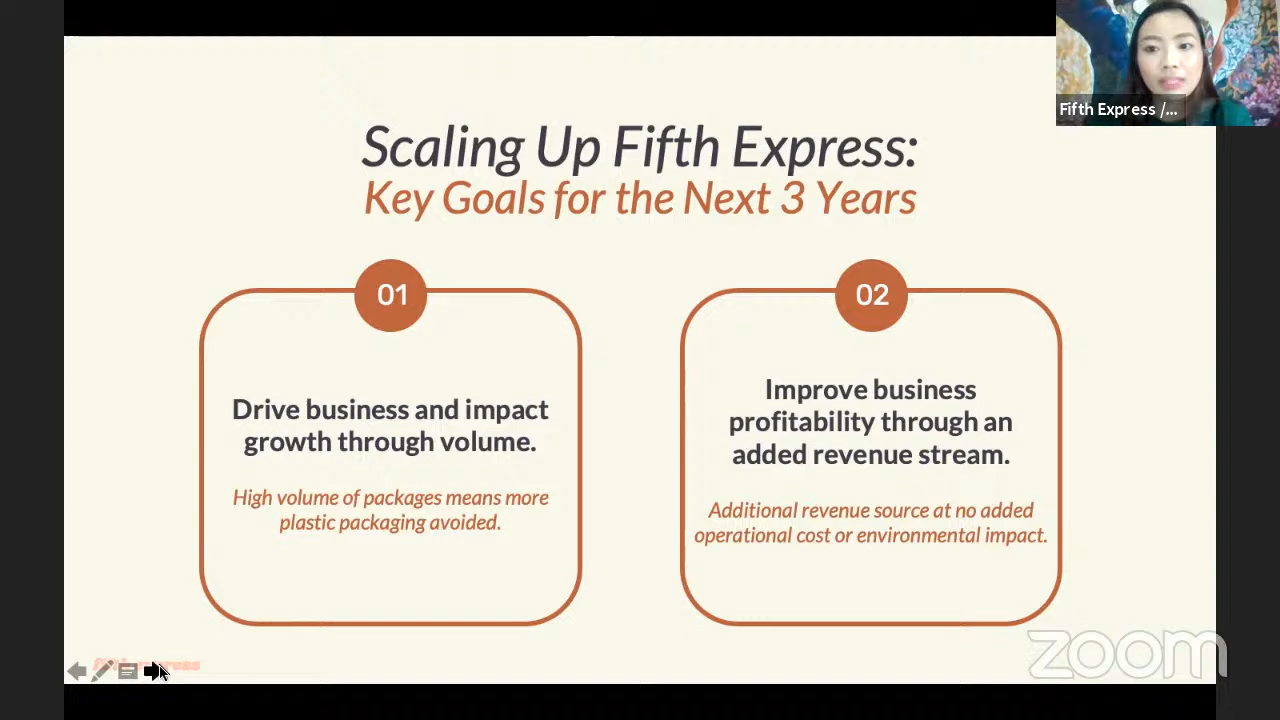 Fifth Express /...
Scaling Up Fifth Express:
Key Goals for the Next 3 Years
01
Drive business and impact
growth through volume.
High volume of packages means more
plastic packaging avoided.
02
Improve business
profitability through an
added revenue stream.
Additional revenue source at no added
operational cost or environmental impact.
zoom